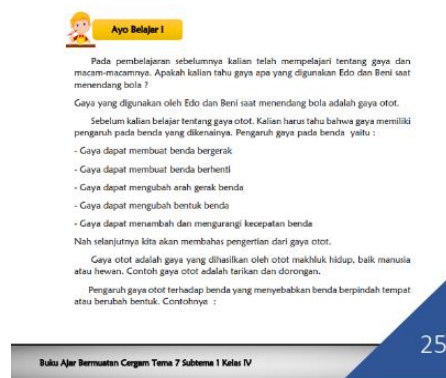 Ayo Belajar !
Pada pembelajaran sebelumnya kalian telah mempelajari tentang gaya dan
macam-macamnya. Apakah kalian tahu gaya apa yang digunakan Edo dan Beni saat
menendang bola ?
Gaya yang digunakan oleh Edo dan Beni saat menendang bola adalah gaya otot.
Sebelum kalian belajar tentang gaya otot. Kalian harus tahu bahwa gaya memiliki
pengaruh pada benda yang dikenainya. Pengaruh gaya pada benda yaitu :
- Gaya dapat membuat benda bergerak
- Gaya dapat membuat benda berhenti
- Gaya dapat mengubah arah gerak benda
- Gaya dapat mengubah bentuk benda
- Gaya dapat menambah dan mengurangi kecepatan benda
Nah selanjutnya kita akan membahas pengertian dari gaya otot.
Gaya otot adalah gaya yang dihasilkan oleh otot makhluk hidup, baik manusia
atau hewan. Contoh gaya otot adalah tarikan dan dorongan.
Pengaruh gaya otot terhadap benda yang menyebabkan benda berpindah tempat
atau berubah bentuk. Contohnya :
25
Buku Ajar Bermuatan Cergam Tema 7 Subtema 1 Kelas IV